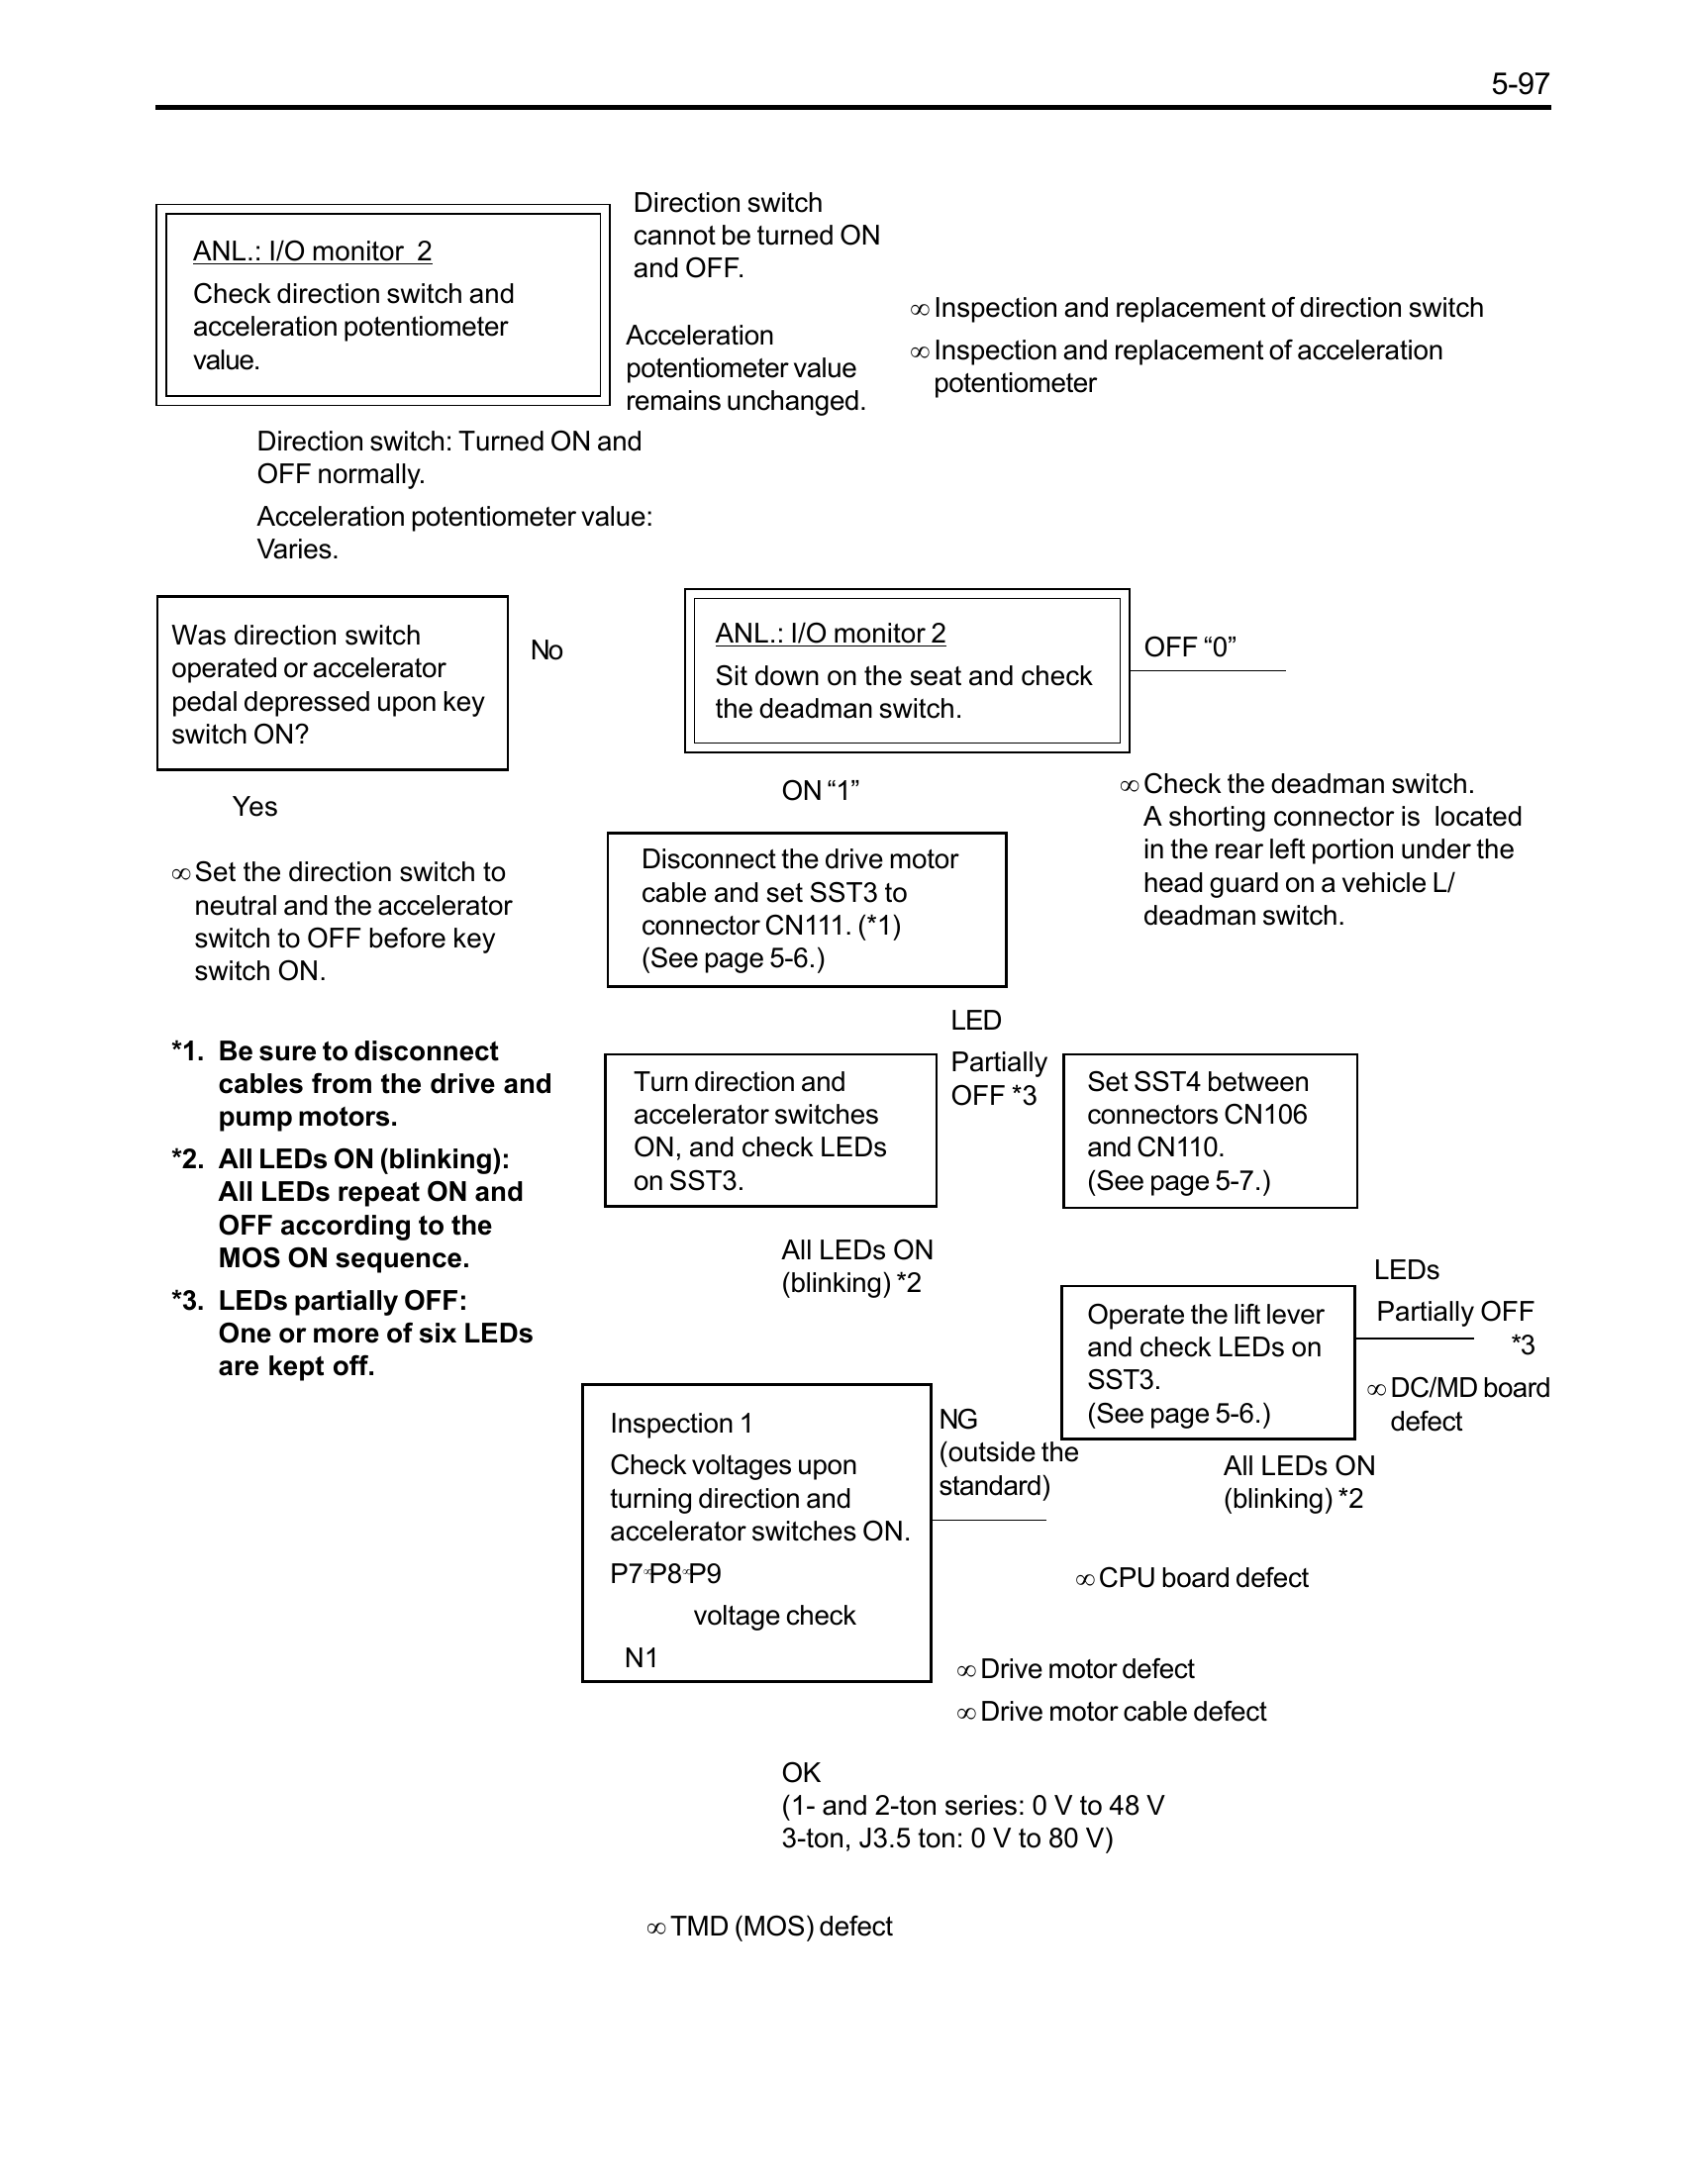 5-97
ANL.: I/O monitor 2
Check direction switch and
acceleration potentiometer
value.
Direction switch
cannot be turned ON
and OFF.
Acceleration
potentiometer value
remains unchanged.
∞ Inspection and replacement of direction switch
∞ Inspection and replacement of acceleration
potentiometer
Direction switch: Turned ON and
OFF normally.
Acceleration potentiometer value:
Varies.
Was direction switch
operated or accelerator
pedal depressed upon key
switch ON?
No
ANL.: I/O monitor 2
Sit down on the seat and check
the deadman switch.
OFF “0”
Yes
ON “1”
∞ Check the deadman switch.
A shorting connector is located
in the rear left portion under the
head guard on a vehicle L/
deadman switch.
∞ Set the direction switch to
neutral and the accelerator
switch to OFF before key
switch ON.
Disconnect the drive motor
cable and set SST3 to
connector CN111. (*1)
(See page 5-6.)
*1. Be sure to disconnect
cables from the drive and
pump motors.
*2. All LEDs ON (blinking):
All LEDs repeat ON and
OFF according to the
MOS ON sequence.
*3. LEDs partially OFF:
One or more of six LEDs
are kept off.
Turn direction and
accelerator switches
ON, and check LEDs
on SST3.
LED
Partially
OFF *3
Set SST4 between
connectors CN106
and CN110.
(See page 5-7.)
All LEDs ON
(blinking) *2
Operate the lift lever
and check LEDs on
SST3.
(See page 5-6.)
LEDs
Partially OFF
*3
∞ DC/MD board
defect
Inspection 1
Check voltages upon
turning direction and
accelerator switches ON.
P7∞P8∞P9
voltage check
N1
NG
(outside the
standard)
All LEDs ON
(blinking) *2
∞ CPU board defect
∞ Drive motor defect
∞ Drive motor cable defect
OK
(1- and 2-ton series: 0 V to 48 V
3-ton, J3.5 ton: 0 V to 80 V)
∞ TMD (MOS) defect